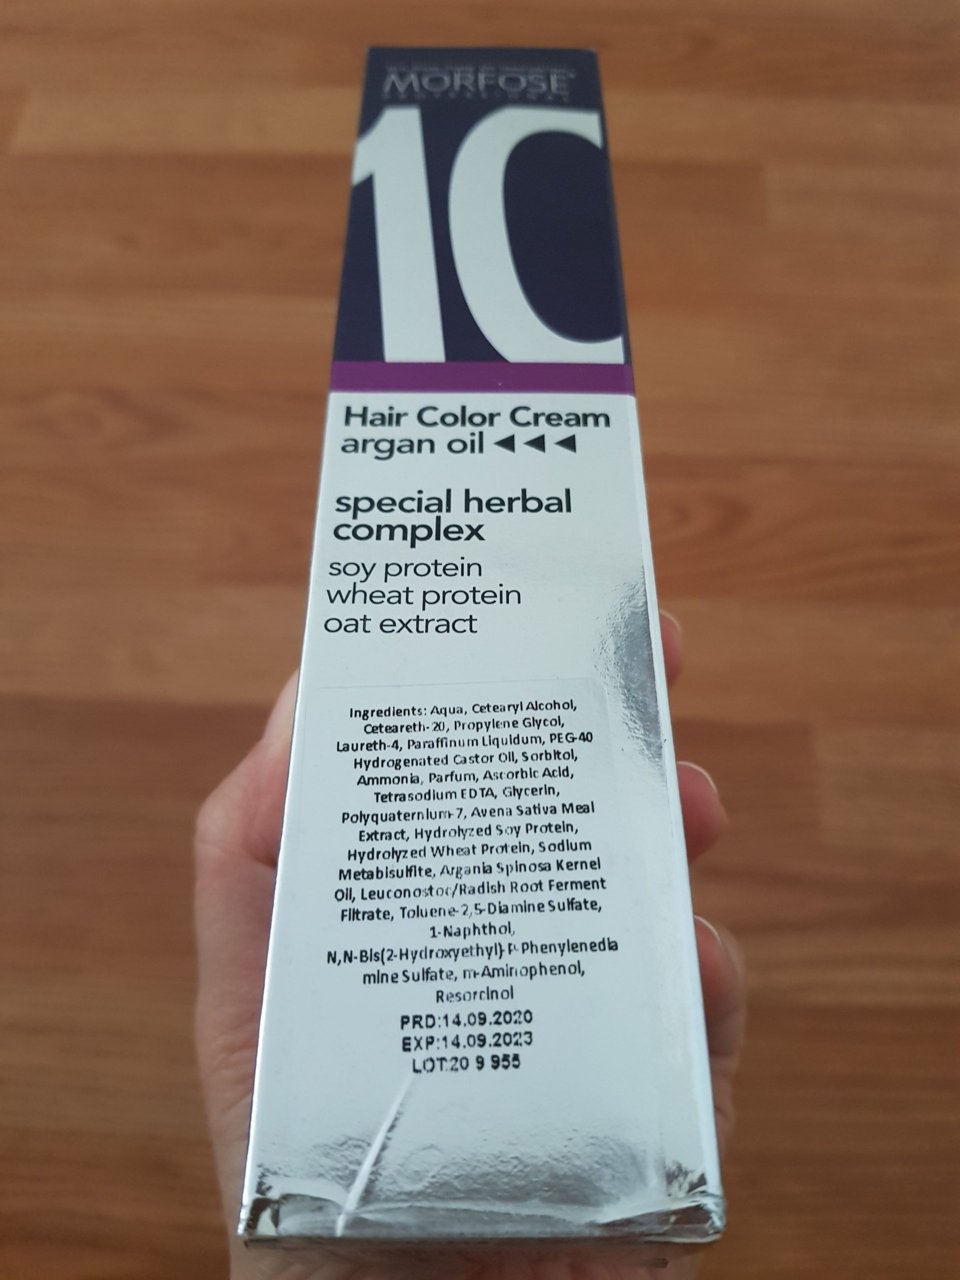 MORFOSE
10
Hair Color Cream
argan oil
special herbal
complex
soy protein
wheat protein
oat extract
Ingredients: Aqua, Cetearyl Alcohol,
Ceteareth-20, Propylene Glycol,
Laureth-4, Paraffinum Liquidum, PEG-40
Hydrogenated Castor Oil, Sorbitol,
Ammonia, Parfum, Ascorbic Acid,
Tetrasodium EDTA, Glycerin,
Polyquaternium-7, Avena Sativa Meal
Extract, Hydrolyzed Soy Protein,
Hydrolyzed Wheat Protein, Sodium
Metabisulfite, Argania Spinosa Kernel
Oil, Leuconostoc/Radish Root Ferment
Filtrate, Toluene-2,5-Diamine Sulfate,
1-Naphthol,
N,N-Bis(2-Hydroxyethyl)-P-Phenylenedia
mine Sulfate, m-Aminophenol,
Resorcinol
PRD:14.09.2020
EXP:14.09.2023
LOT:20 9 955